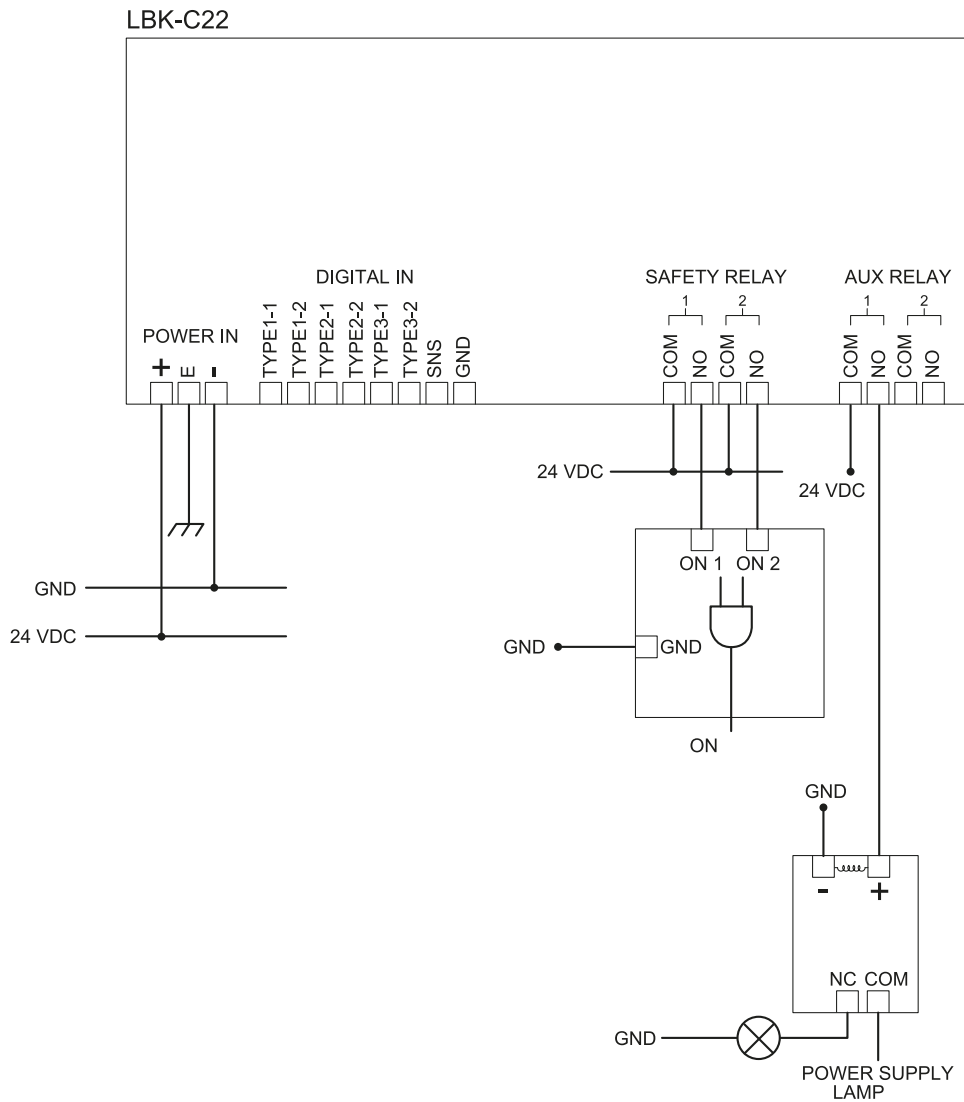 LBK-C22
DIGITAL IN
SAFETY RELAY
AUX RELAY
1
2
1
2
POWER IN
+
E
-
TYPE1-1
TYPE1-2
TYPE2-1
TYPE2-2
TYPE3-1
TYPE3-2
SNS
GND
COM
NO
COM
NO
COM
NO
COM
NO
24 VDC
24 VDC
ON 1
ON 2
GND
24 VDC
GND
GND
ON
GND
-
+
NC
COM
GND
POWER SUPPLY
LAMP